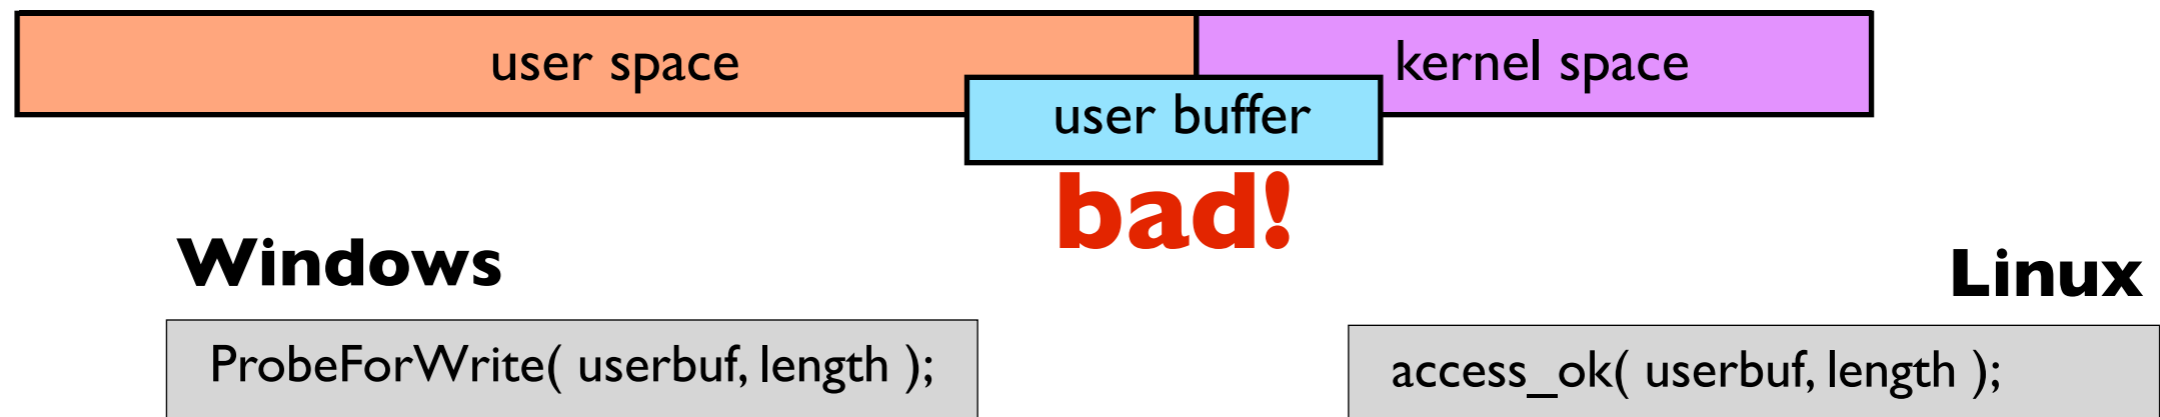 user space
kernel space
user buffer
bad!
Windows
Linux
ProbeForWrite( userbuf, length );
access_ok( userbuf, length );